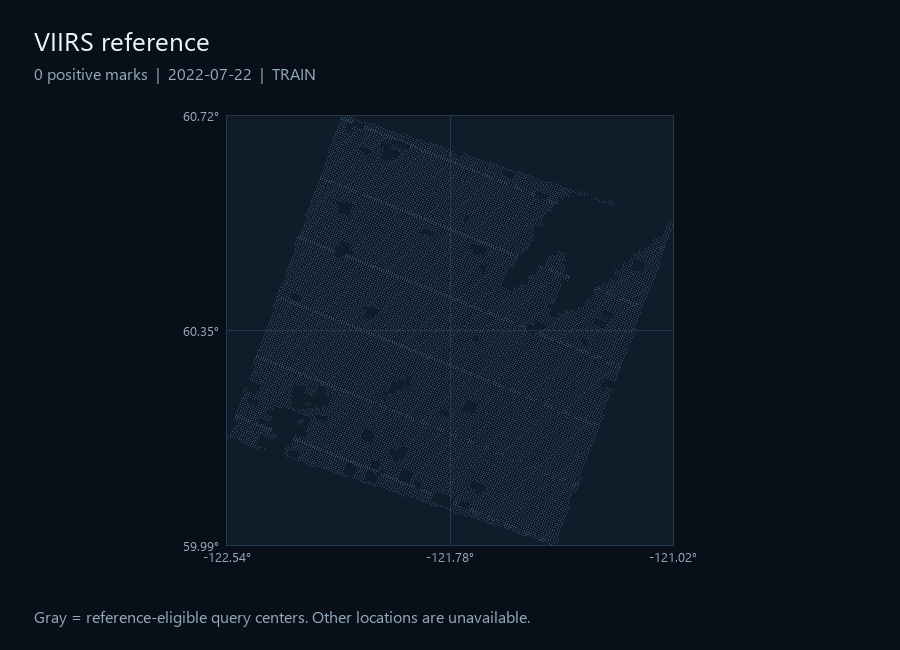 VIIRS reference
0 positive marks | 2022-07-22 | TRAIN
60.72°
60.35°
59.99°
-122.54°
-121.78°
-121.02°
Gray = reference-eligible query centers. Other locations are unavailable.